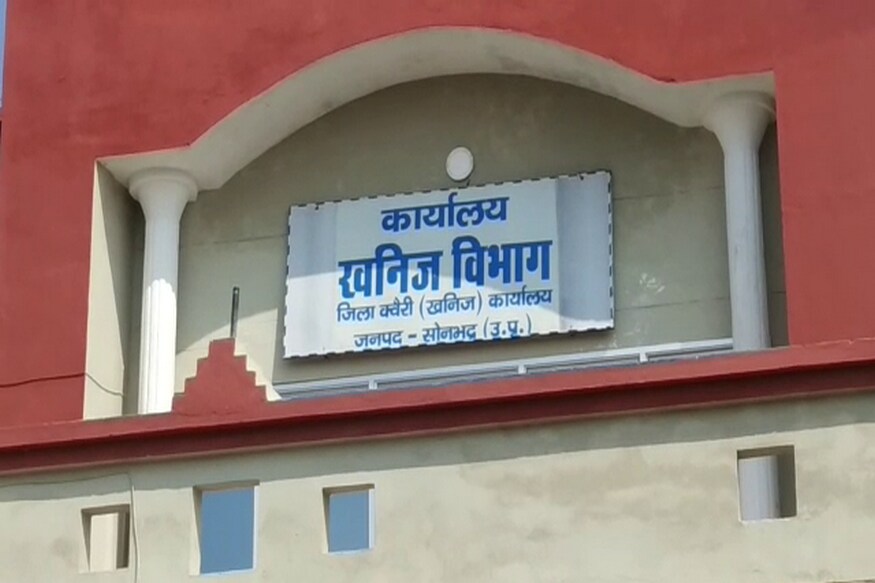 कार्यालय
खनिज विभाग
जिला क्वैरी (खनिज) कार्यालय
जनपद - सोनभद्र (उ.प्र.)